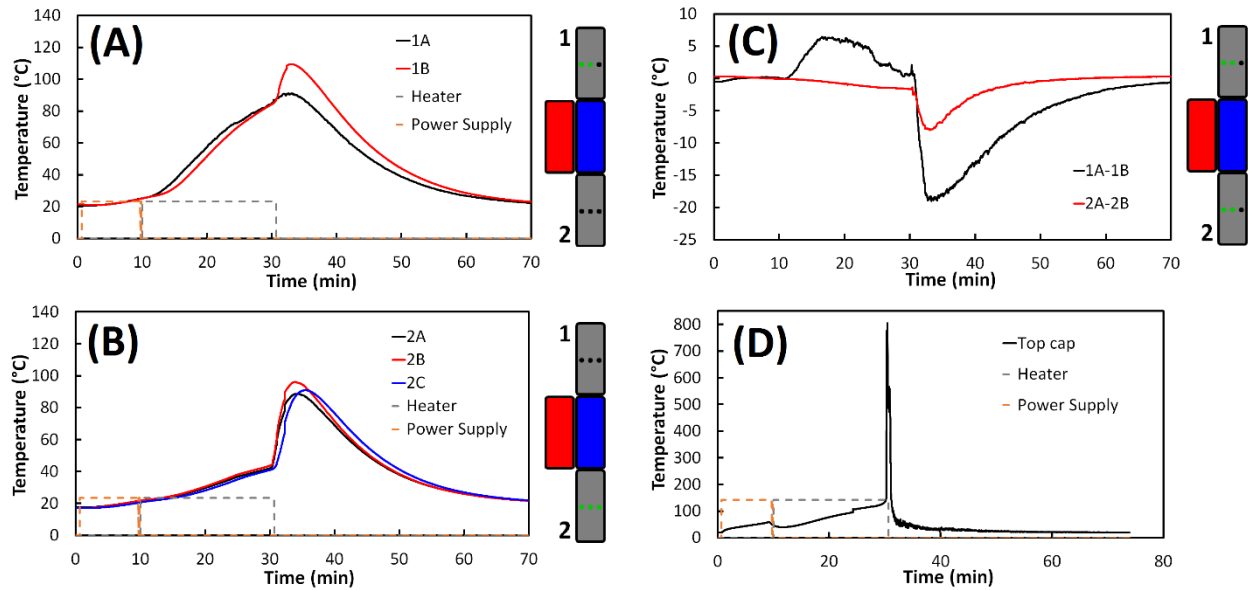 (A)
Temperature (°C)
140
120
100
80
60
40
20
0
1A
1B
Heater
Power Supply
0 10 20 30 40 50 60 70
Time (min)
1
2
(B)
Temperature (°C)
140
120
100
80
60
40
20
0
2A
2B
2C
Heater
Power Supply
0 10 20 30 40 50 60 70
Time (min)
1
2
(C)
Temperature (°C)
10
5
0
-5
-10
-15
-20
-25
1A-1B
2A-2B
0 10 20 30 40 50 60 70
Time (min)
1
2
(D)
Temperature (°C)
800
700
600
500
400
300
200
100
0
Top cap
Heater
Power Supply
0 20 40 60 80
Time (min)